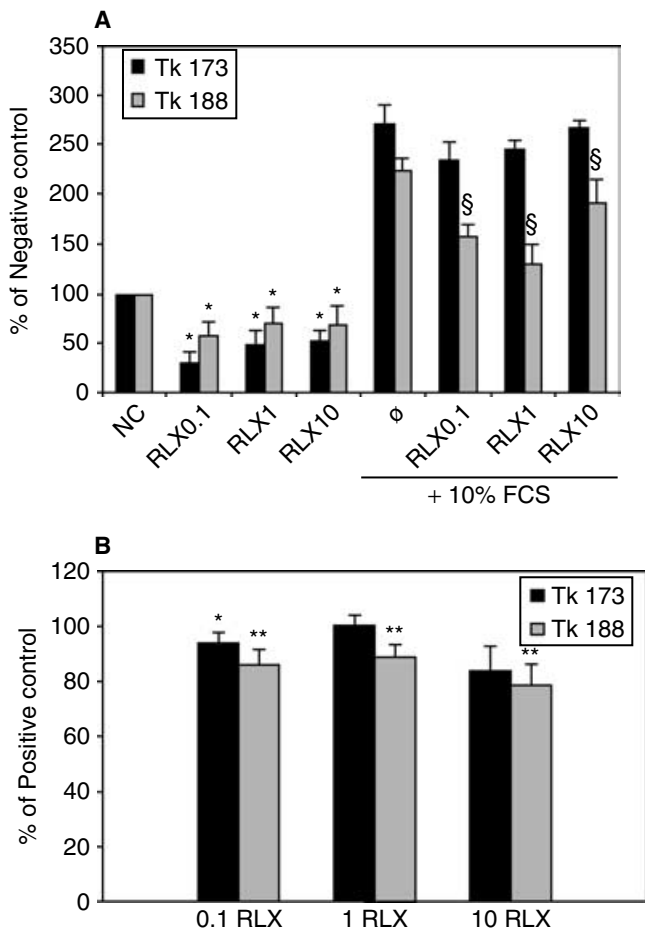 A
% of Negative control
350
300
250
200
150
100
50
0
Tk 173
Tk 188
* * * * * *
§ § §
NC RLX0.1 RLX1 RLX10 ø RLX0.1 RLX1 RLX10
+ 10% FCS
B
% of Positive control
120
100
80
60
40
20
0
Tk 173
Tk 188
* ** ** **
0.1 RLX 1 RLX 10 RLX